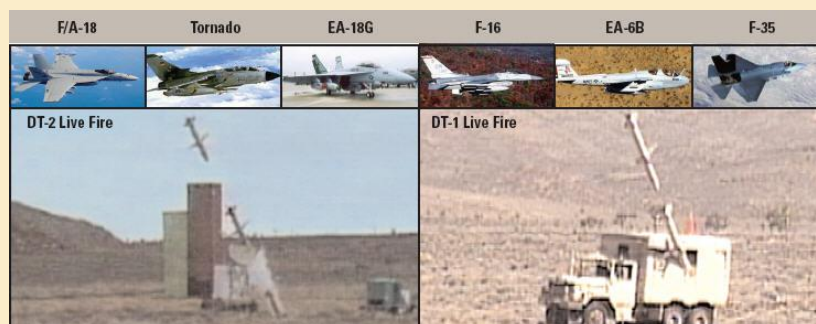 F/A-18 Tornado EA-18G F-16 EA-6B F-35
DT-2 Live Fire DT-1 Live Fire